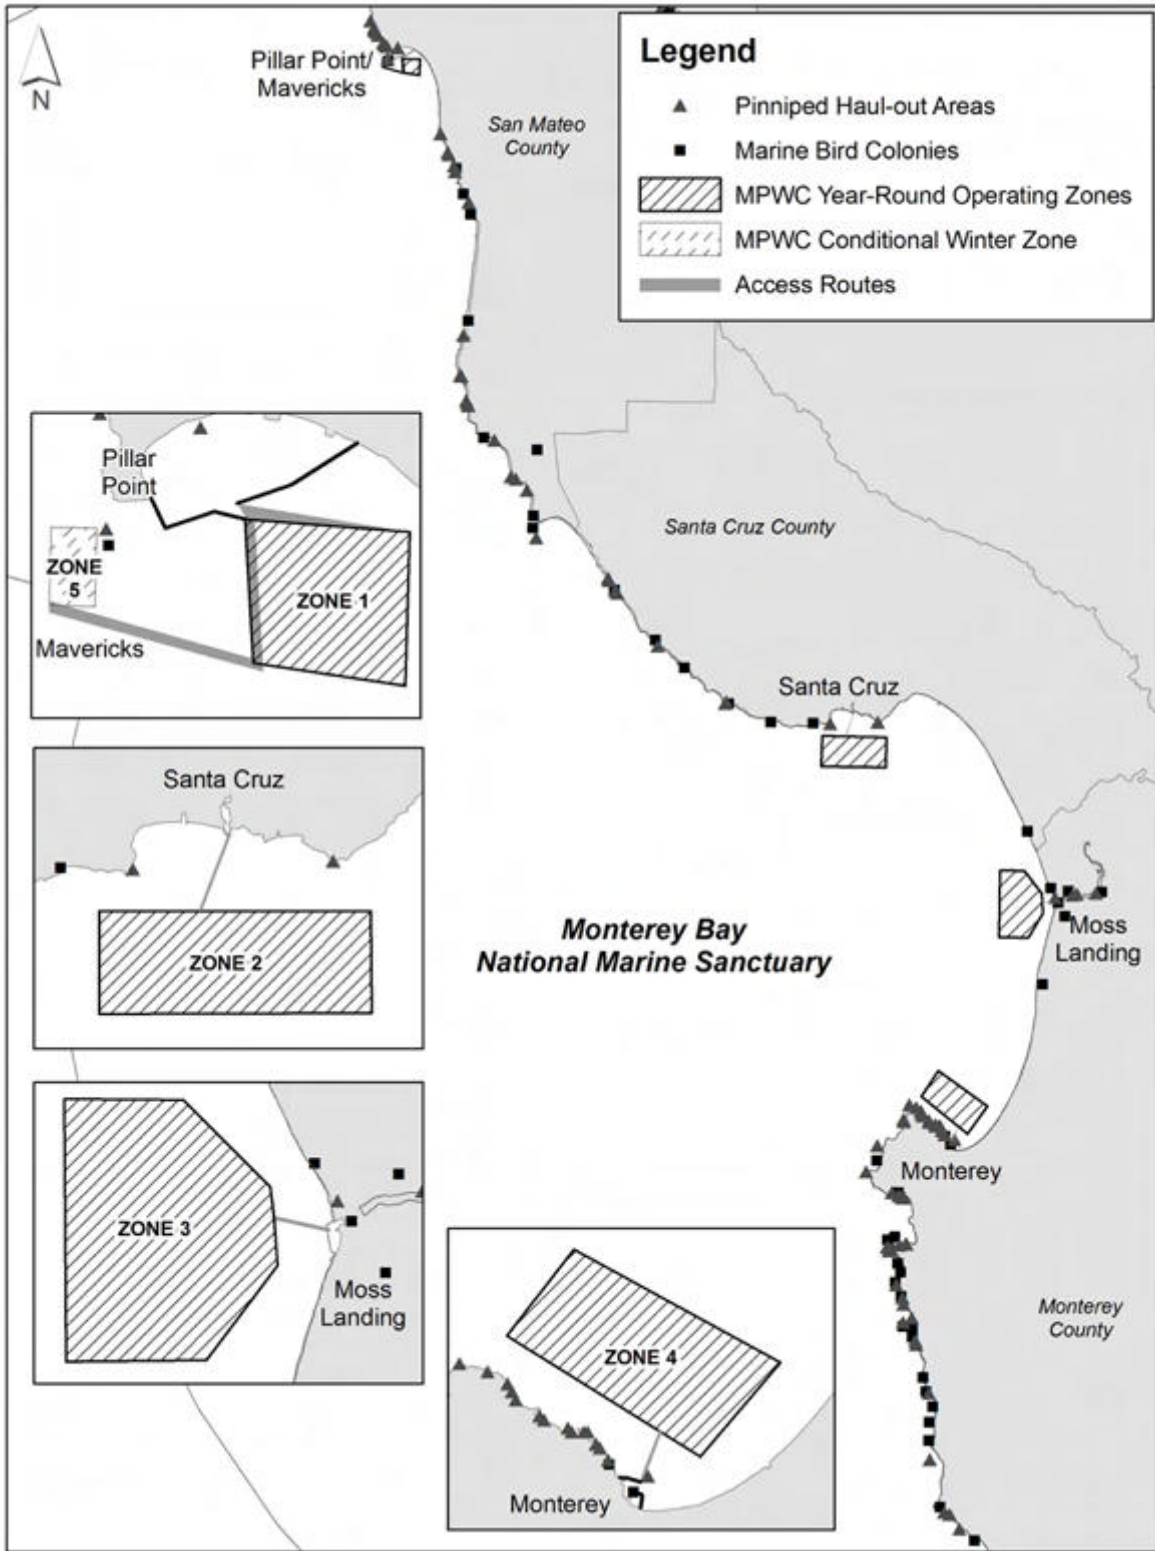 N
Pillar Point/
Mavericks
San Mateo
County
Legend
Pinniped Haul-out Areas
Marine Bird Colonies
MPWC Year-Round Operating Zones
MPWC Conditional Winter Zone
Access Routes
Pillar
Point
ZONE
5
ZONE 1
Mavericks
Santa Cruz County
Santa Cruz
Santa Cruz
ZONE 2
Monterey Bay
National Marine Sanctuary
Moss
Landing
ZONE 3
Moss
Landing
Monterey
ZONE 4
Monterey
Monterey
County